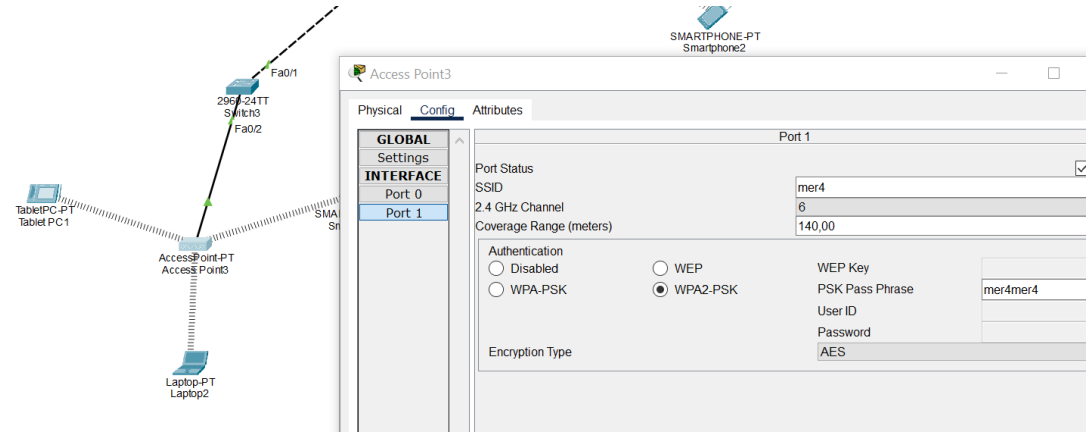 SMARTPHONE-PT
Smartphone2
Fa0/1
2960-24TT
Switch3
Fa0/2
TabletPC-PT
Tablet PC1
SMA
Sn
AccessPoint-PT
Access Point3
Laptop-PT
Laptop2
Access Point3
Physical Config Attributes
GLOBAL
Settings
INTERFACE
Port 0
Port 1
Port 1
Port Status
SSID mer4
2.4 GHz Channel 6
Coverage Range (meters) 140,00
Authentication
Disabled WEP WEP Key
WPA-PSK WPA2-PSK PSK Pass Phrase mer4mer4
User ID
Password
Encryption Type AES